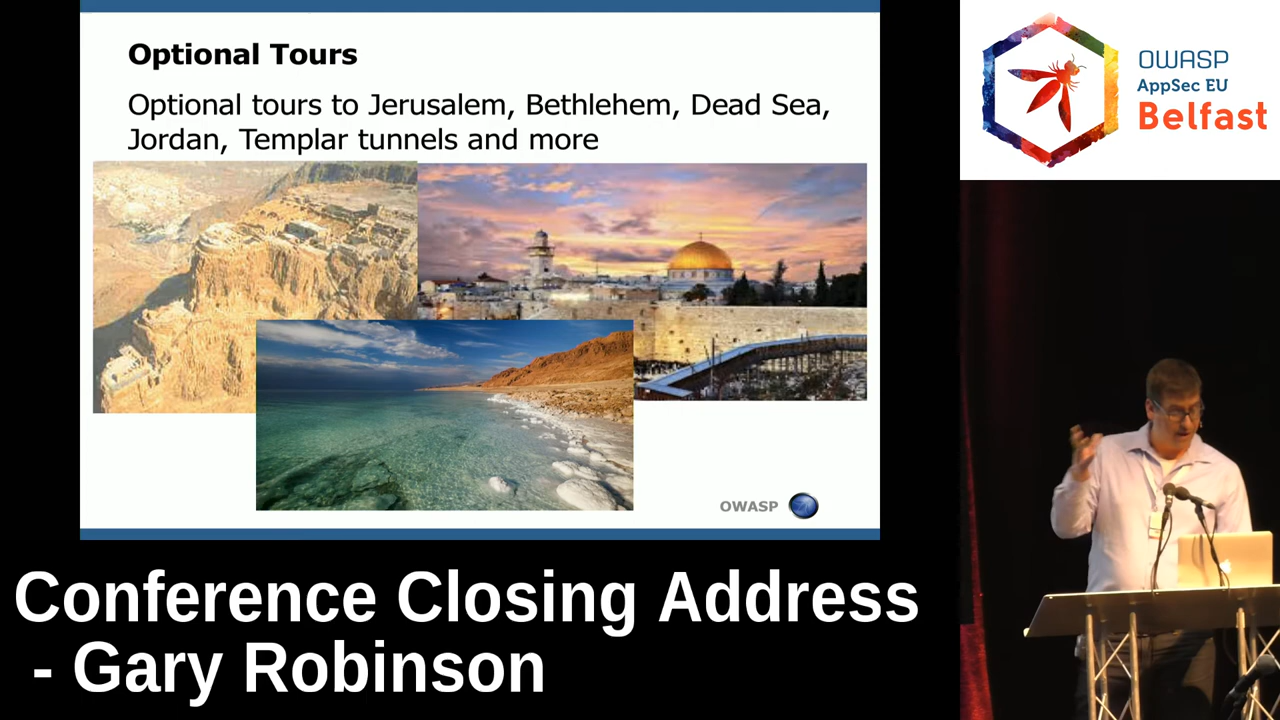 Optional Tours
Optional tours to Jerusalem, Bethlehem, Dead Sea,
Jordan, Templar tunnels and more
OWASP
OWASP
AppSec EU
Belfast
Conference Closing Address
- Gary Robinson